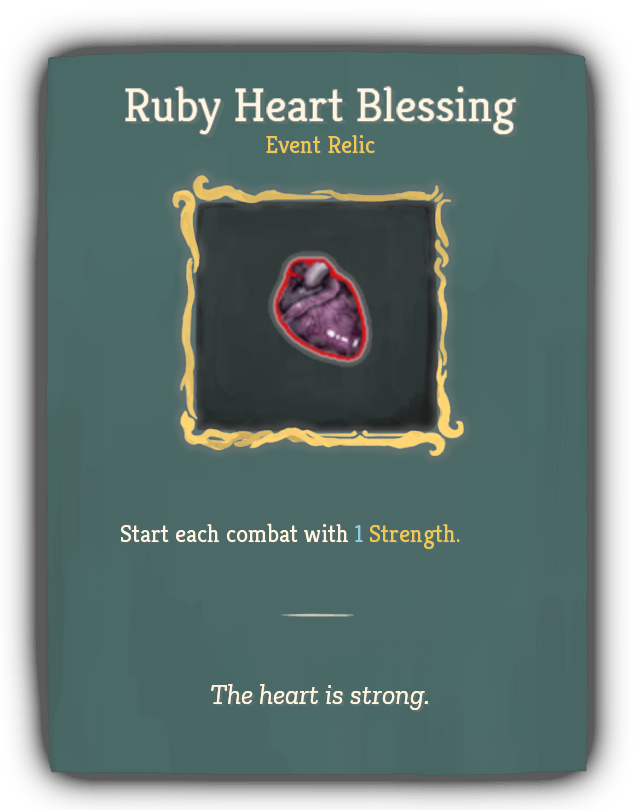 Ruby Heart Blessing
Event Relic
Start each combat with 1 Strength.
The heart is strong.